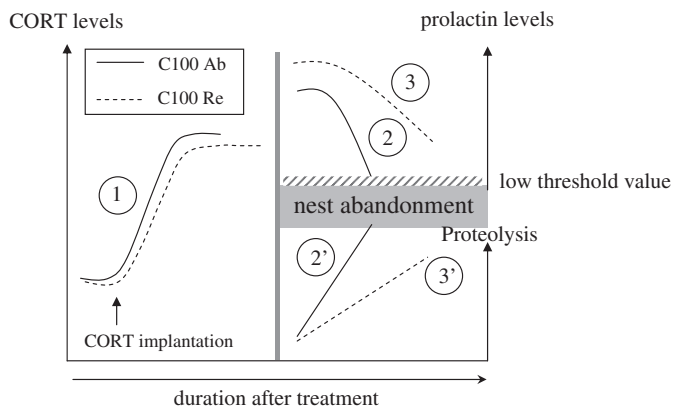 CORT levels
prolactin levels
C100 Ab
C100 Re
3
2
1
low threshold value
nest abandonment
Proteolysis
2'
3'
CORT implantation
duration after treatment